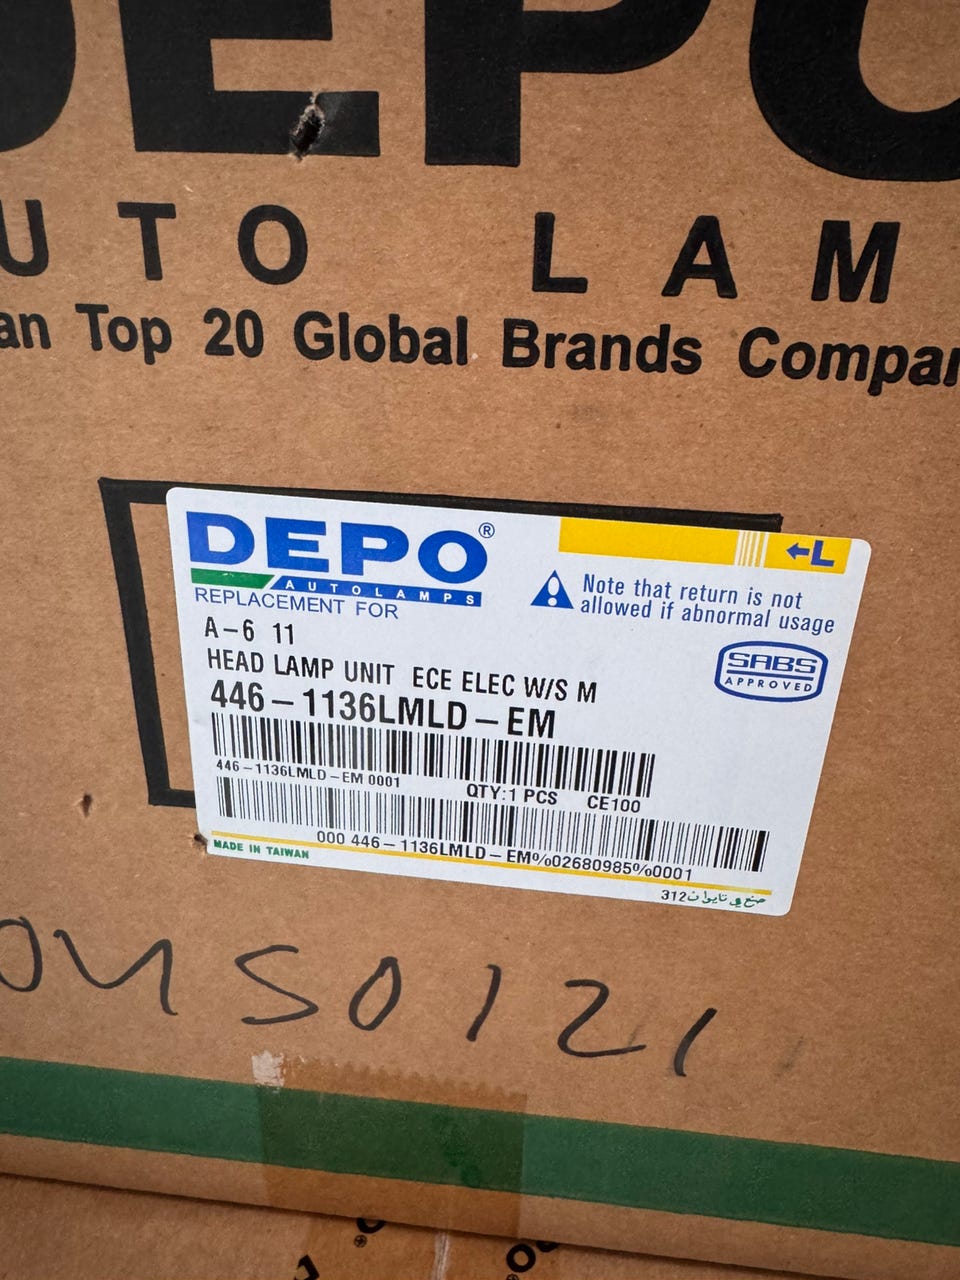 DEPO
UTO LAM
an Top 20 Global Brands Compan
DEPO®
AUTOLAMPS
←L
Note that return is not
allowed if abnormal usage
REPLACEMENT FOR
A-6 11
HEAD LAMP UNIT ECE ELEC W/S M
SABS
APPROVED
446-1136LMLD-EM
446-1136LMLD-EM 0001
QTY:1 PCS CE100
000 446-1136LMLD-EM%02680985%0001
MADE IN TAIWAN
صنع في تايوان 312
S0121